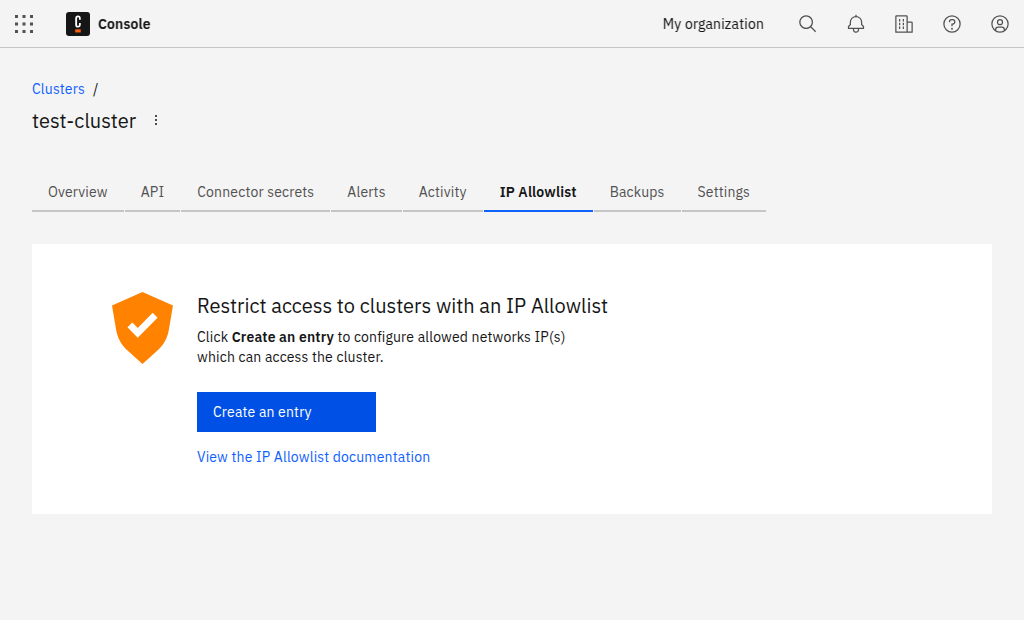 Console
My organization
Clusters /
test-cluster
Overview
API
Connector secrets
Alerts
Activity
IP Allowlist
Backups
Settings
Restrict access to clusters with an IP Allowlist
Click Create an entry to configure allowed networks IP(s)
which can access the cluster.
Create an entry
View the IP Allowlist documentation